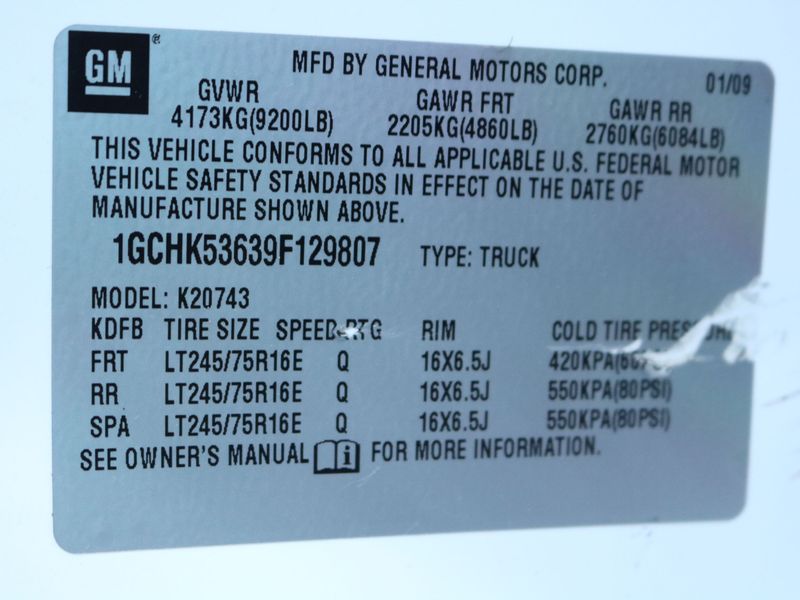 GM ®
MFD BY GENERAL MOTORS CORP. 01/09
GVWR GAWR FRT GAWR RR
4173KG(9200LB) 2205KG(4860LB) 2760KG(6084LB)
THIS VEHICLE CONFORMS TO ALL APPLICABLE U.S. FEDERAL MOTOR
VEHICLE SAFETY STANDARDS IN EFFECT ON THE DATE OF
MANUFACTURE SHOWN ABOVE.
1GCHK53639F129807 TYPE: TRUCK
MODEL: K20743
KDFB TIRE SIZE SPEED RTG RIM COLD TIRE
FRT LT245/75R16E Q 16X6.5J
RR LT245/75R16E Q 16X6.5J 550KPA(80PSI)
SPA LT245/75R16E Q 16X6.5J 550KPA(80PSI)
SEE OWNER'S MANUAL i FOR MORE INFORMATION.